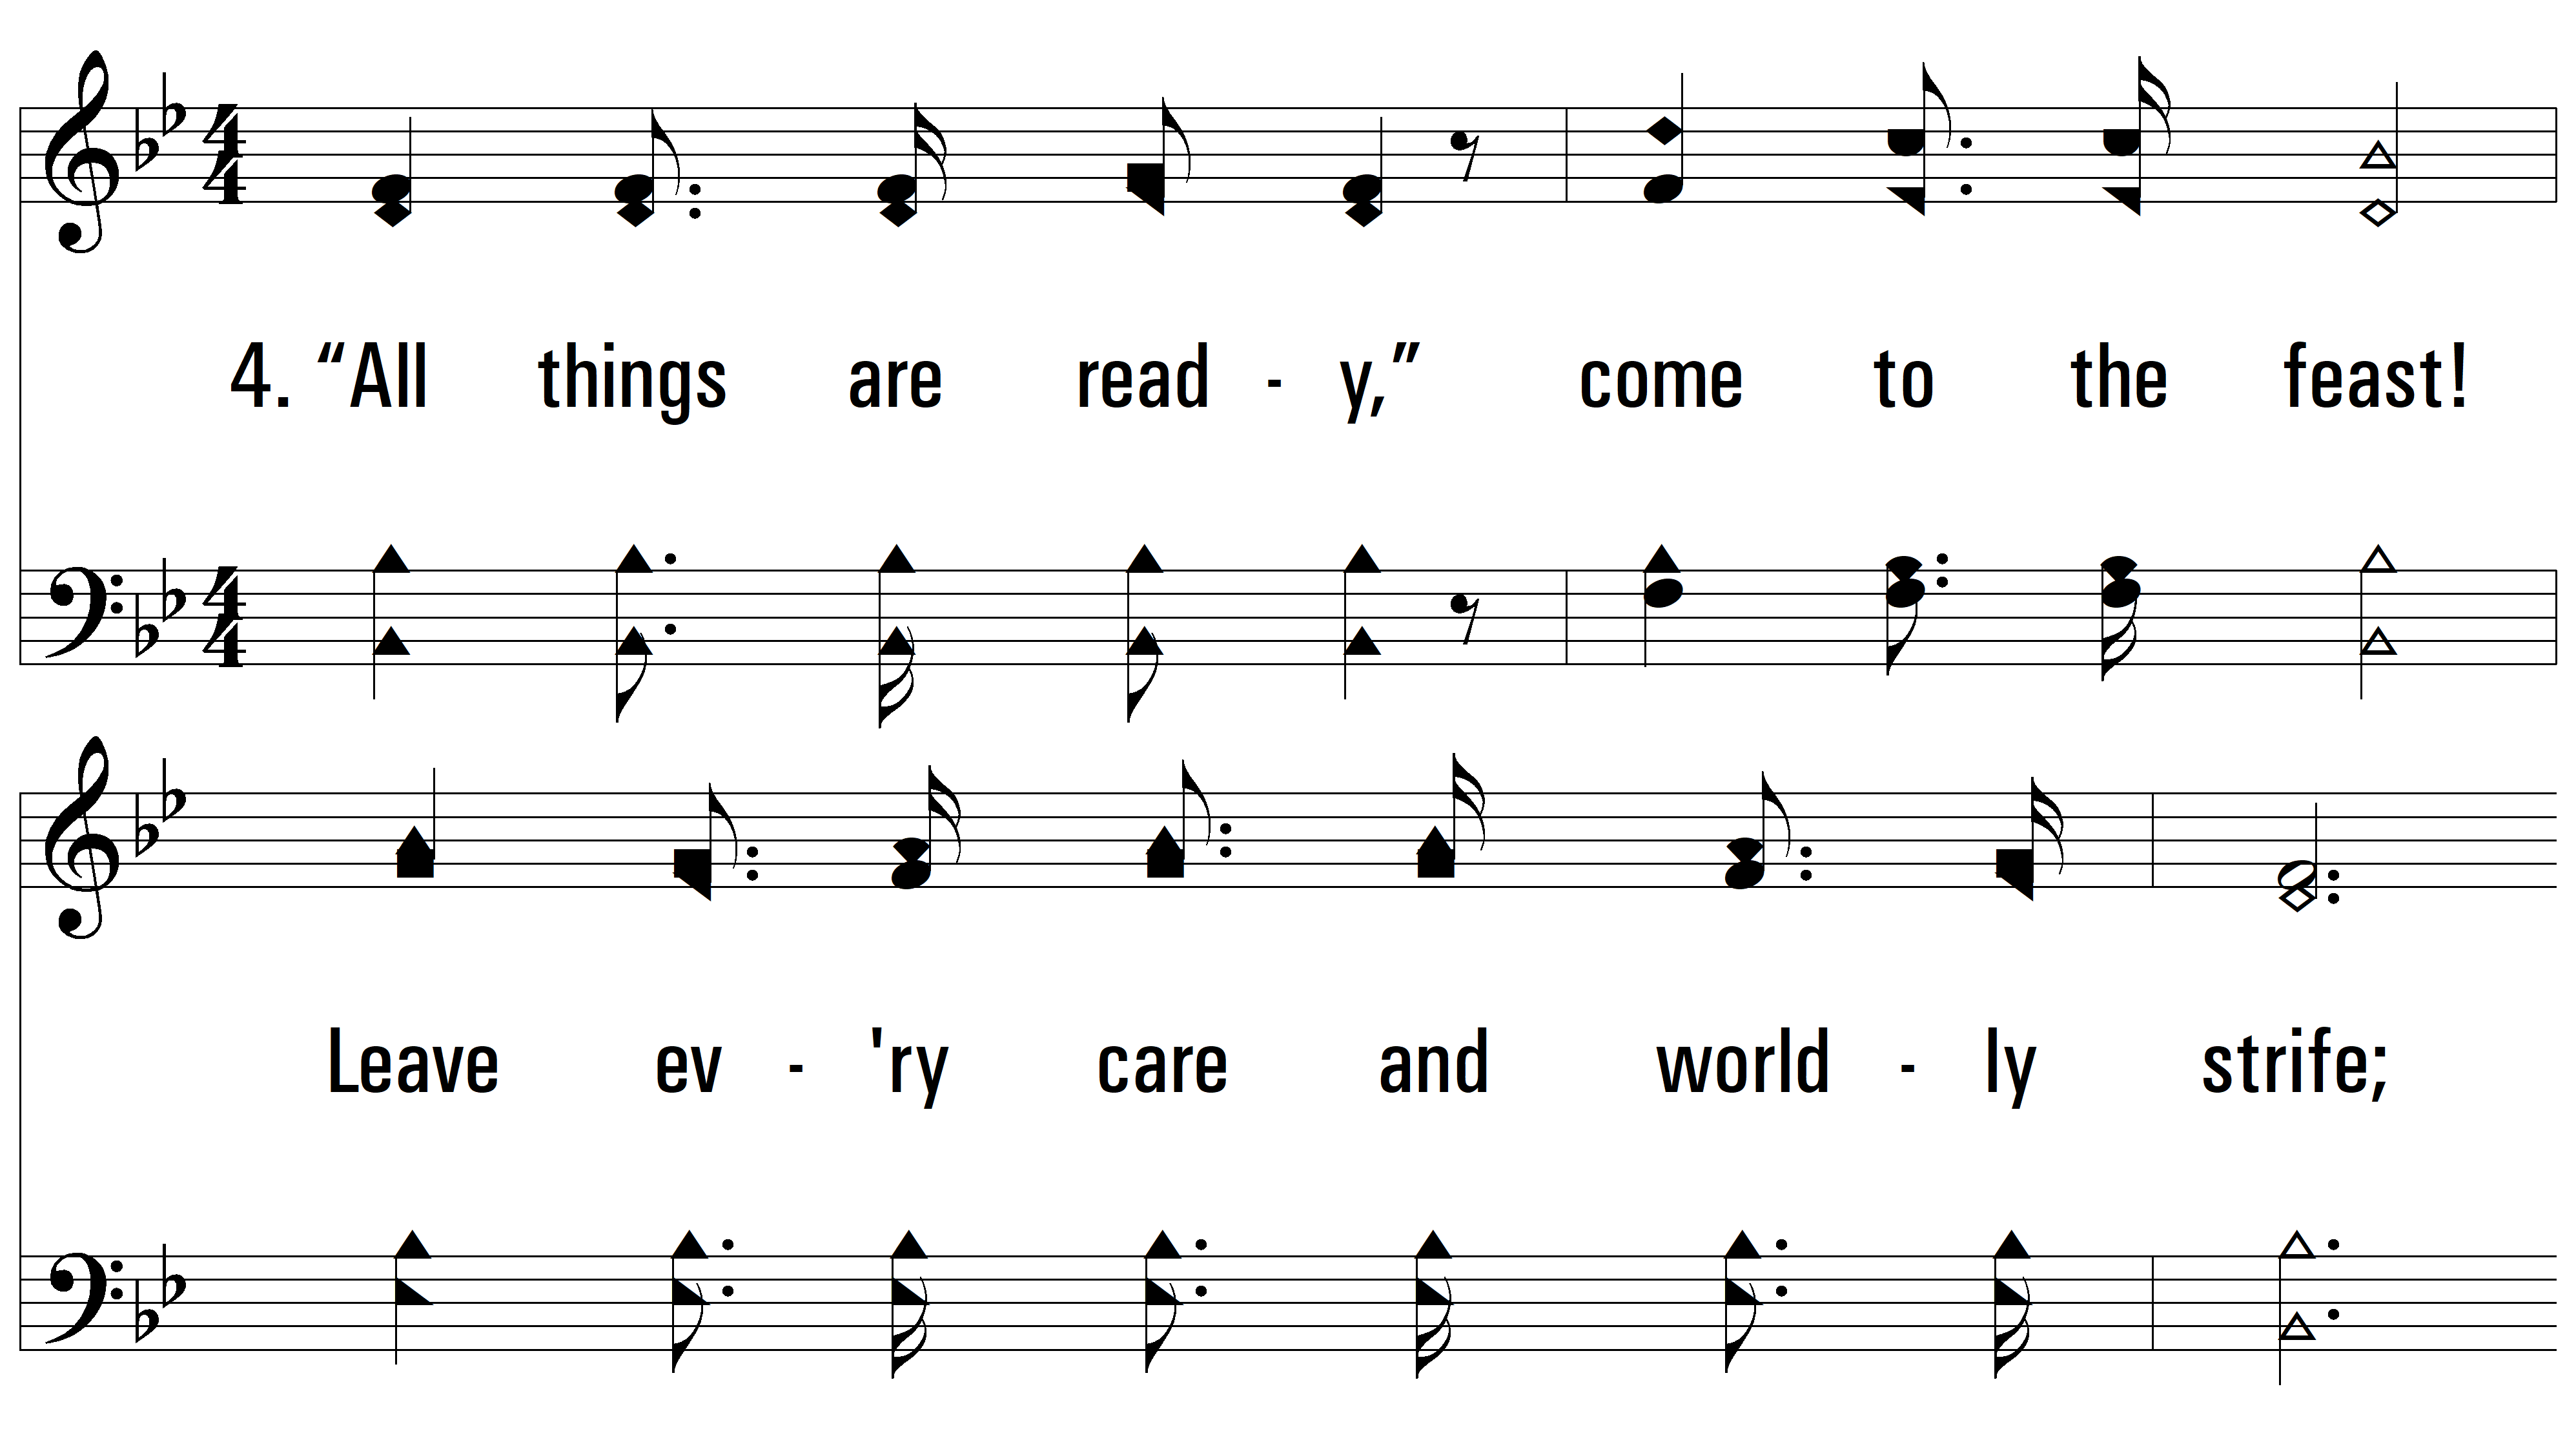 4. “All things are read - y,” come to the feast!
Leave ev - 'ry care and world - ly strife;